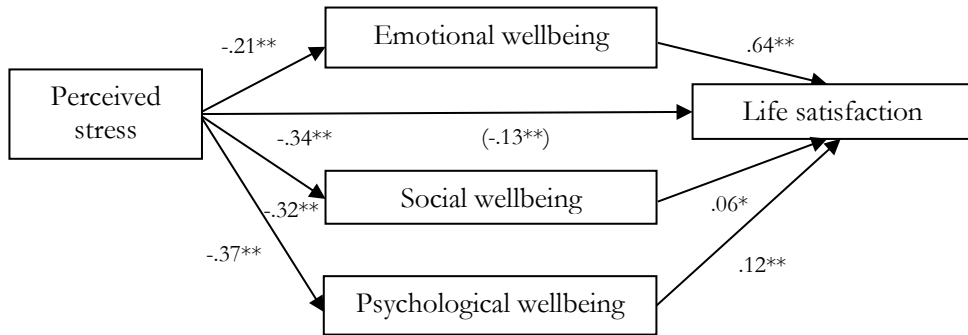 Emotional wellbeing
-.21**
.64**
Perceived
stress
Life satisfaction
-.34**
(-.13**)
Social wellbeing
-.32**
.06*
-.37**
.12**
Psychological wellbeing